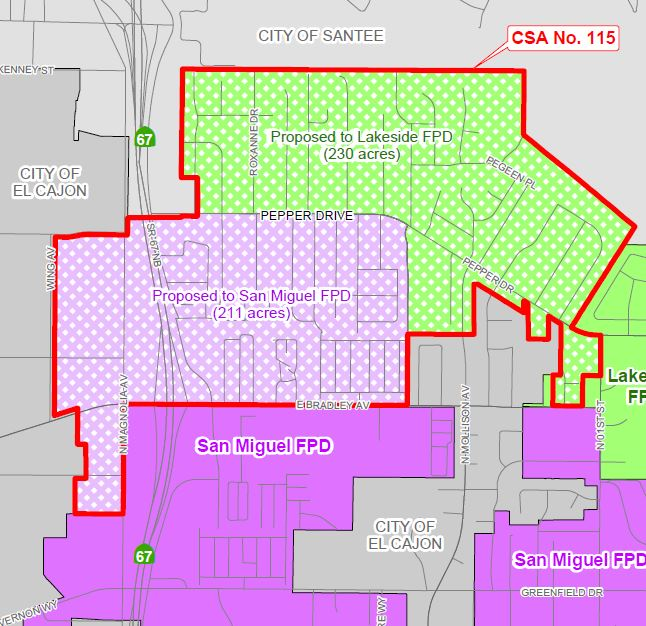 CITY OF SANTEE
CSA No. 115
KENNEY ST
67
ROXANNE DR
Proposed to Lakeside FPD
(230 acres)
PEGEEN PL
CITY OF
EL CAJON
PEPPER DRIVE
SR-67 NB
WING AV
PEPPER DR
Proposed to San Miguel FPD
(211 acres)
N MAGNOLIA AV
E BRADLEY AV
N MOLLISON AV
N 01ST ST
Lake
FF
San Miguel FPD
CITY OF
EL CAJON
67
San Miguel FPD
GREENFIELD DR
VERNON WY
RE WY